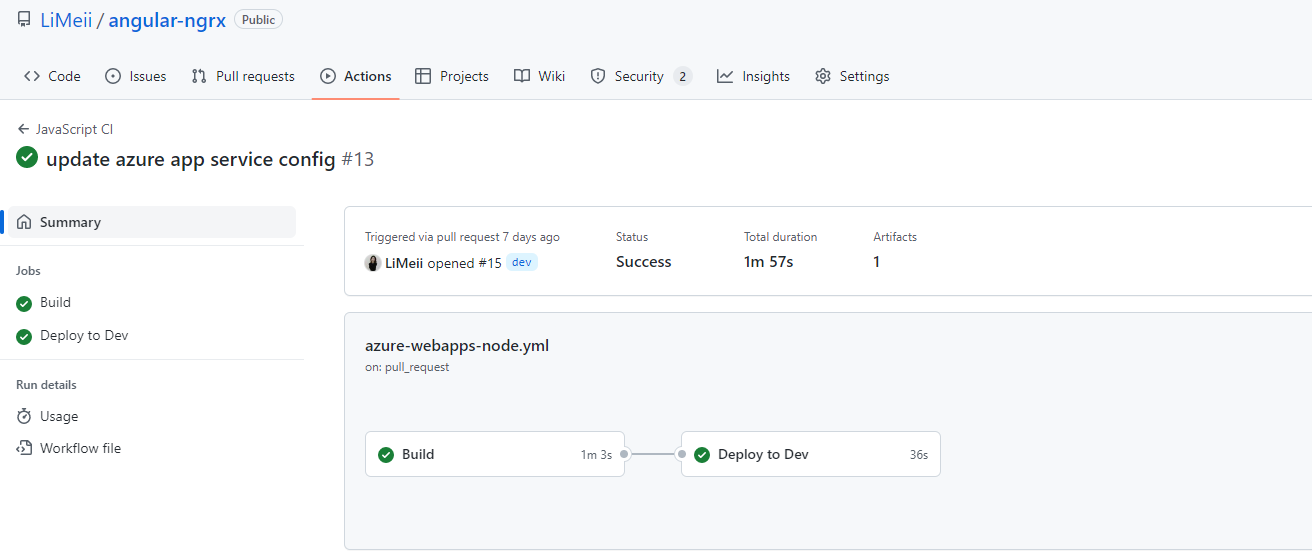 LiMeii / angular-ngrx Public
Code Issues Pull requests Actions Projects Wiki Security 2 Insights Settings
JavaScript CI
update azure app service config #13
Summary
Jobs
Build
Deploy to Dev
Run details
Usage
Workflow file
Triggered via pull request 7 days ago Status Total duration Artifacts
LiMeii opened #15 dev Success 1m 57s 1
azure-webapps-node.yml
on: pull_request
Build 1m 3s Deploy to Dev 36s